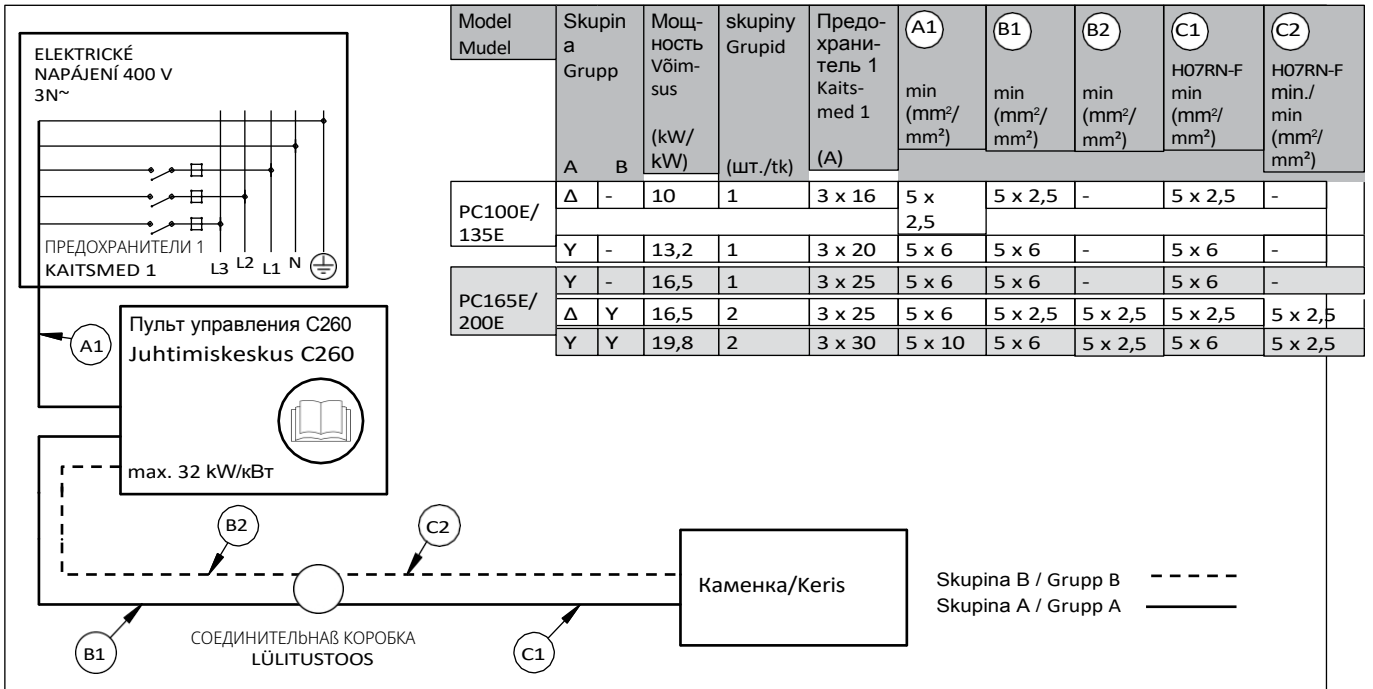 ELEKTRICKÉ
NAPÁJENÍ 400 V
3N~
ПРЕДОХРАНИТЕЛИ 1
KAITSMED 1
L3 L2 L1 N
A1
Пульт управления C260
Juhtimiskeskus C260
max. 32 kW/кВт
B2
C2
B1
C1
СОЕДИНИТЕЛЬНАß КОРОБКА
LÜLITUSTOOS
Каменка/Keris
Skupina B / Grupp B
Skupina A / Grupp A
Model
Mudel
Skupin
a
Grupp
A B
Мощ-
ность
Võim-
sus
(kW/
kW)
skupiny
Grupid
(шт./tk)
Предо-
храни-
тель 1
Kaits-
med 1
(A)
A1
min
(mm²/
mm²)
B1
min
(mm²/
mm²)
B2
min
(mm²/
mm²)
C1
H07RN-F
min
(mm²/
mm²)
C2
H07RN-F
min./
min
(mm²/
mm²)
PC100E/
135E
Δ - 10 1 3 x 16 5 x
2,5
5 x 2,5 - 5 x 2,5 -
Y - 13,2 1 3 x 20 5 x 6 5 x 6 - 5 x 6 -
PC165E/
200E
Y - 16,5 1 3 x 25 5 x 6 5 x 6 - 5 x 6 -
Δ Y 16,5 2 3 x 25 5 x 6 5 x 2,5 5 x 2,5 5 x 2,5 5 x 2,5
Y Y 19,8 2 3 x 30 5 x 10 5 x 6 5 x 2,5 5 x 6 5 x 2,5